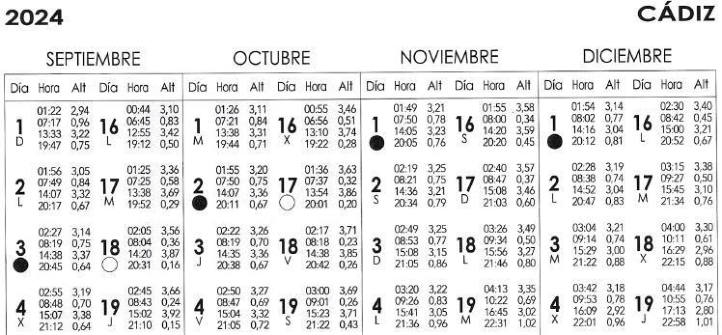 2024 CÁDIZ
SEPTIEMBRE OCTUBRE NOVIEMBRE DICIEMBRE
Día Hora Alt Día Hora Alt Día Hora Alt Día Hora Alt Día Hora Alt Día Hora Alt Día Hora Alt Día Hora Alt
01:22 2,94 00:44 3,10 01:26 3,11 00:55 3,46 01:49 3,21 01:55 3,58 01:54 3,14 02:30 3,40
1 07:17 0,96 16 06:45 0,83 1 07:21 0,84 16 06:56 0,51 1 07:50 0,78 16 08:00 0,34 1 08:02 0,77 16 08:42 0,45
D 13:33 3,22 L 12:55 3,42 M 13:38 3,31 X 13:10 3,74 14:05 3,23 S 14:20 3,59 14:16 3,04 L 15:00 3,21
19:47 0,75 19:12 0,50 19:44 0,71 19:22 0,28 20:05 0,76 20:20 0,45 20:12 0,81 20:52 0,67
01:56 3,05 01:25 3,36 01:55 3,20 01:36 3,63 02:19 3,25 02:40 3,57 02:28 3,19 03:15 3,38
2 07:49 0,84 17 07:25 0,58 2 07:50 0,75 17 07:37 0,32 2 08:21 0,75 17 08:47 0,37 2 08:38 0,74 17 09:27 0,50
L 14:07 3,32 M 13:38 3,69 14:07 3,36 13:54 3,86 S 14:36 3,21 D 15:08 3,46 L 14:52 3,04 M 15:45 3,10
20:17 0,67 19:52 0,29 20:11 0,67 20:01 0,20 20:34 0,79 21:03 0,60 20:47 0,83 21:34 0,76
02:27 3,14 02:05 3,56 02:22 3,26 02:17 3,71 02:49 3,25 03:26 3,49 03:04 3,21 04:00 3,30
3 08:19 0,75 18 08:04 0,36 3 08:19 0,70 18 08:18 0,23 3 08:53 0,77 18 09:34 0,50 3 09:14 0,74 18 10:11 0,61
14:38 3,37 14:20 3,87 J 14:35 3,36 V 14:38 3,85 D 15:08 3,15 L 15:56 3,27 M 15:29 3,00 X 16:29 2,96
20:45 0,64 20:31 0,16 20:38 0,67 20:42 0,26 21:05 0,86 21:46 0,80 21:22 0,88 22:15 0,88
02:55 3,19 02:45 3,66 02:50 3,27 03:00 3,69 03:20 3,22 04:13 3,35 03:42 3,18 04:44 3,17
4 08:48 0,70 19 08:43 0,24 4 08:47 0,69 19 09:01 0,26 4 09:26 0,83 19 10:22 0,69 4 09:53 0,78 19 10:55 0,76
X 15:07 3,38 J 15:02 3,92 V 15:04 3,32 S 15:23 3,71 L 15:41 3,05 M 16:45 3,02 X 16:09 2,92 J 17:13 2,80
21:12 0,64 21:10 0,15 21:05 0,72 21:22 0,43 21:36 0,96 22:31 1,02 22:01 0,96 22:58 1,01